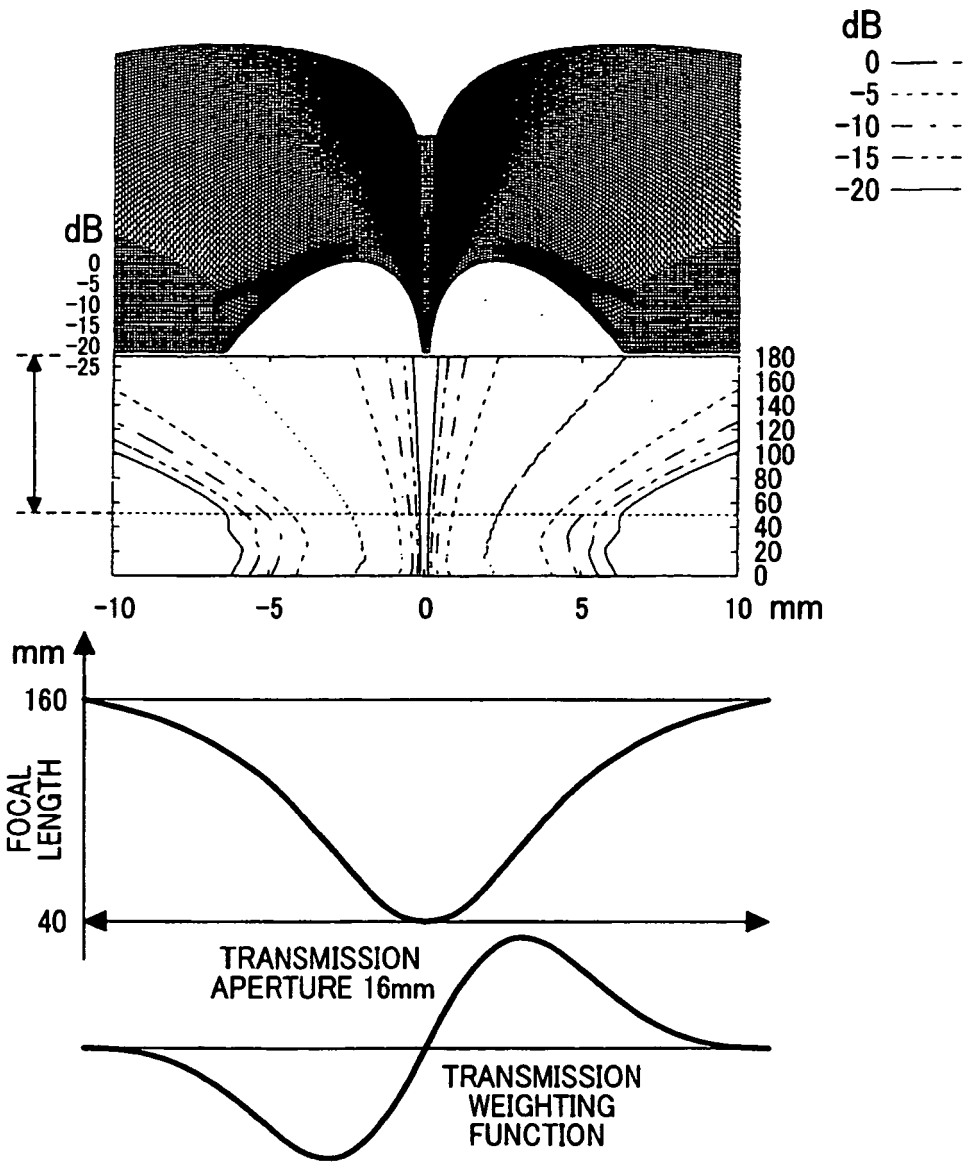 dB
0
-5
-10
-15
-20
dB
0
-5
-10
-15
-20
-25
180
160
140
120
100
80
60
40
20
0
-10 -5 0 5 10 mm
mm
160
FOCAL
LENGTH
40
TRANSMISSION
APERTURE 16mm
TRANSMISSION
WEIGHTING
FUNCTION